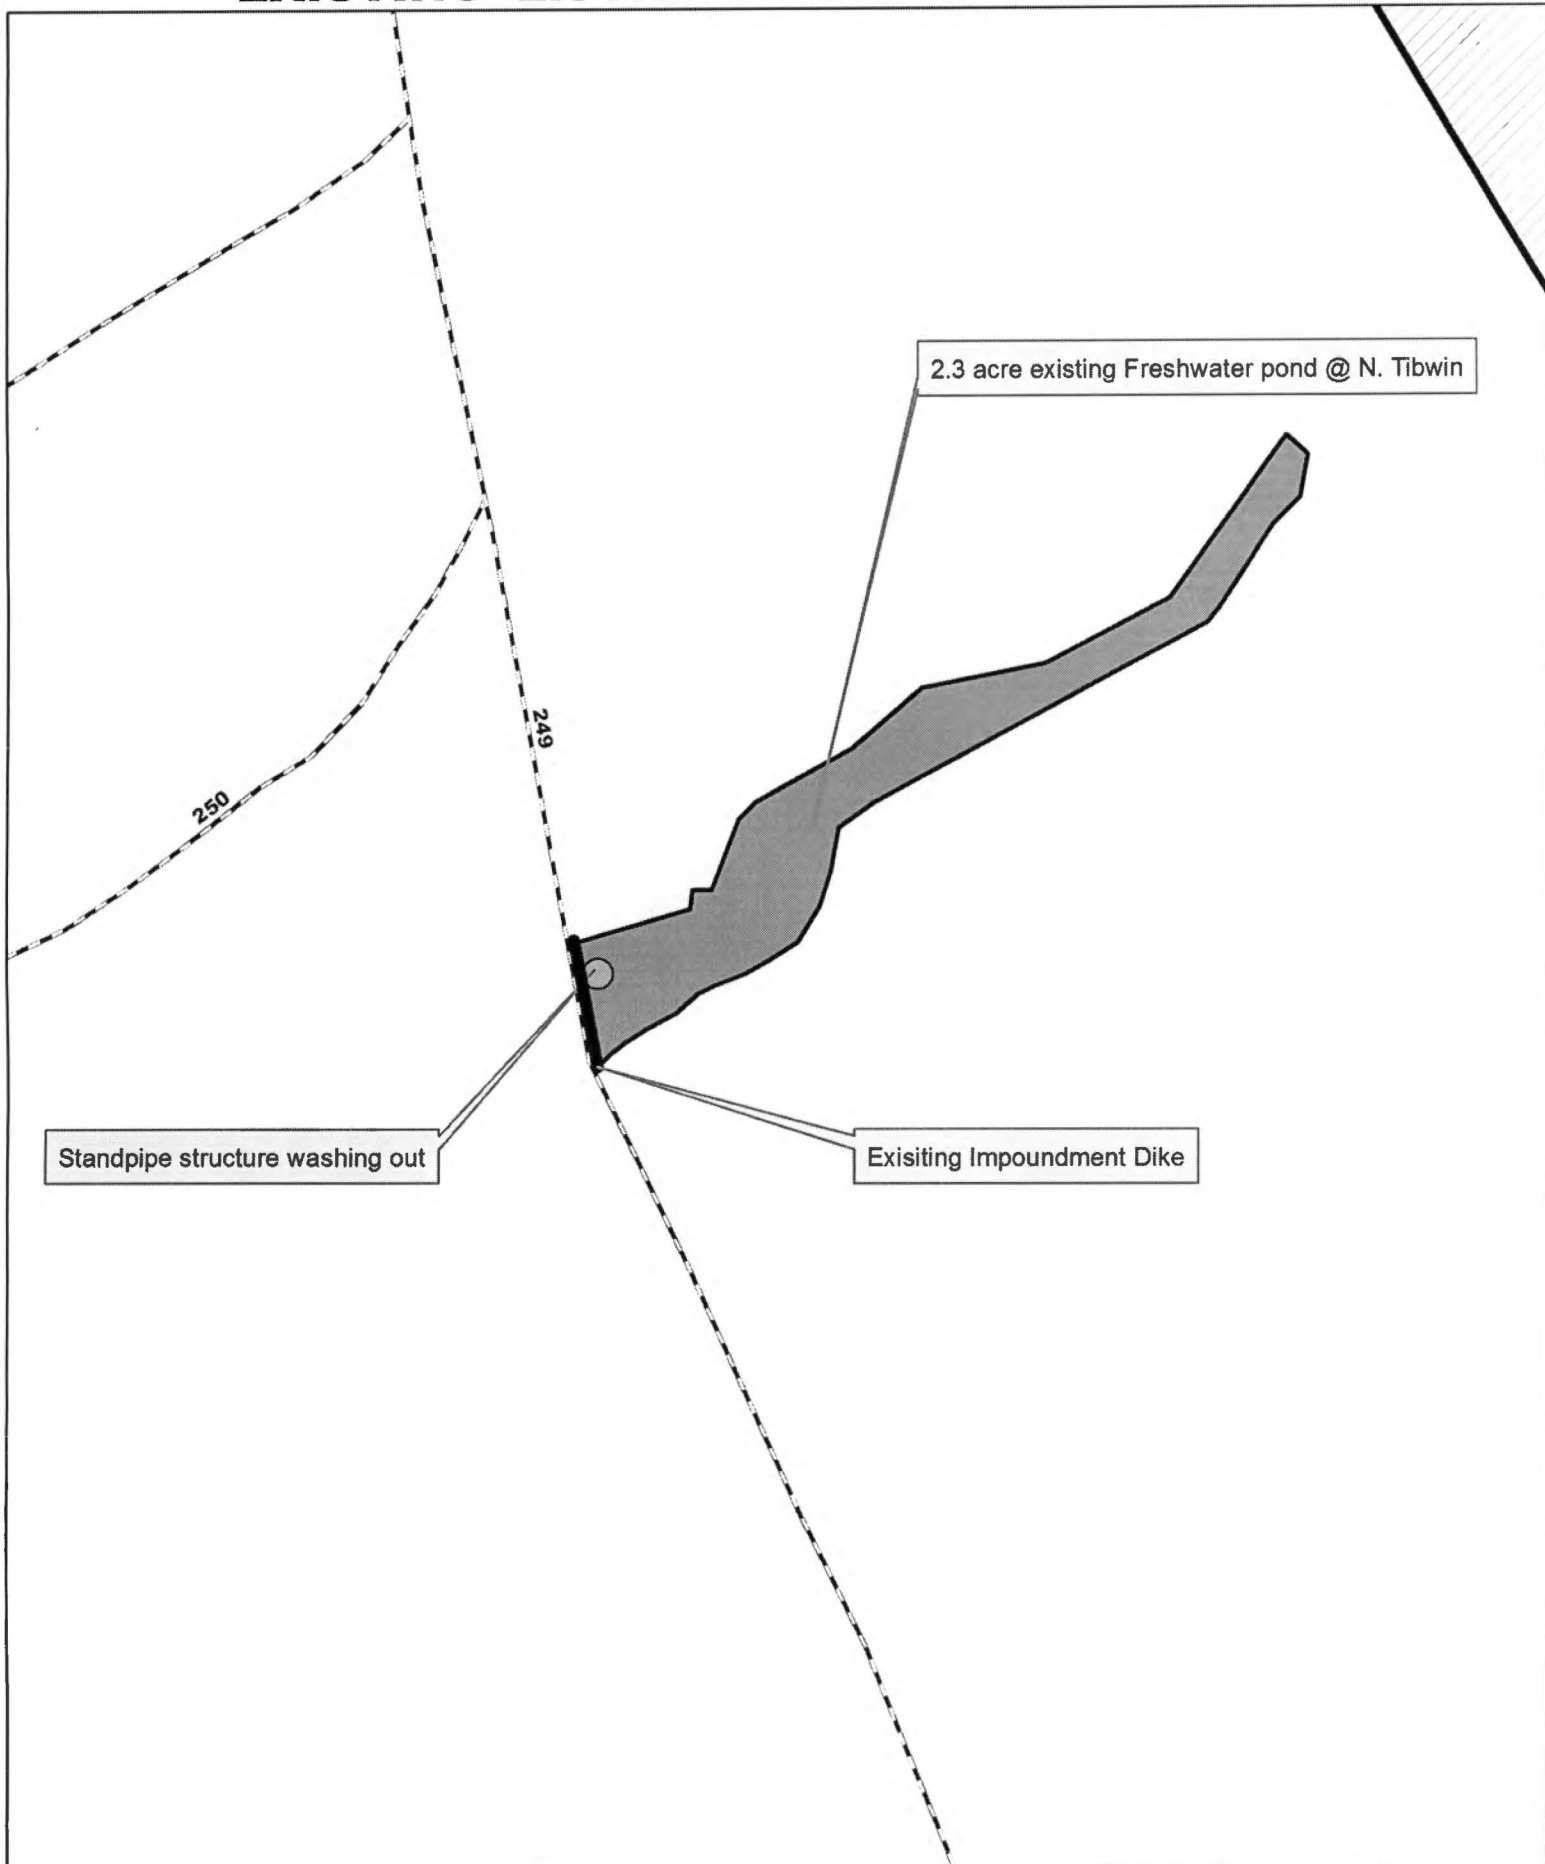 2.3 acre existing Freshwater pond @ N. Tibwin
249
250
Standpipe structure washing out
Exisiting Impoundment Dike